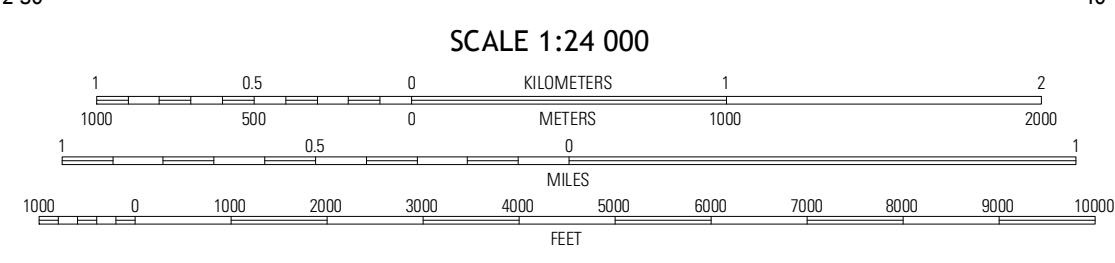 SCALE 1:24 000
1 0.5 0 KILOMETERS 1 2
1000 500 0 METERS 1000 2000
1 0.5 0 1
MILES
1000 0 1000 2000 3000 4000 5000 6000 7000 8000 9000 10000
FEET